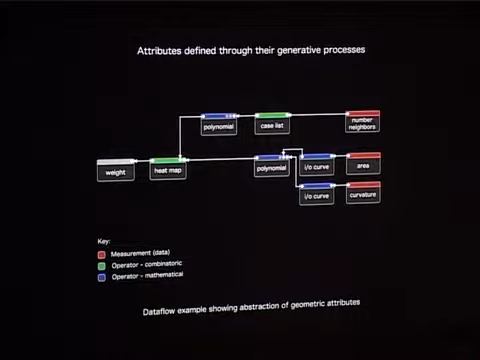 Attributes defined through their generative processes
polynomial
case list
number
neighbors
weight
heat map
polynomial
i/o curve
area
i/o curve
curvature
Key:
Measurement (data)
Operator - combinatoric
Operator - mathematical
Dataflow example showing abstraction of geometric attributes